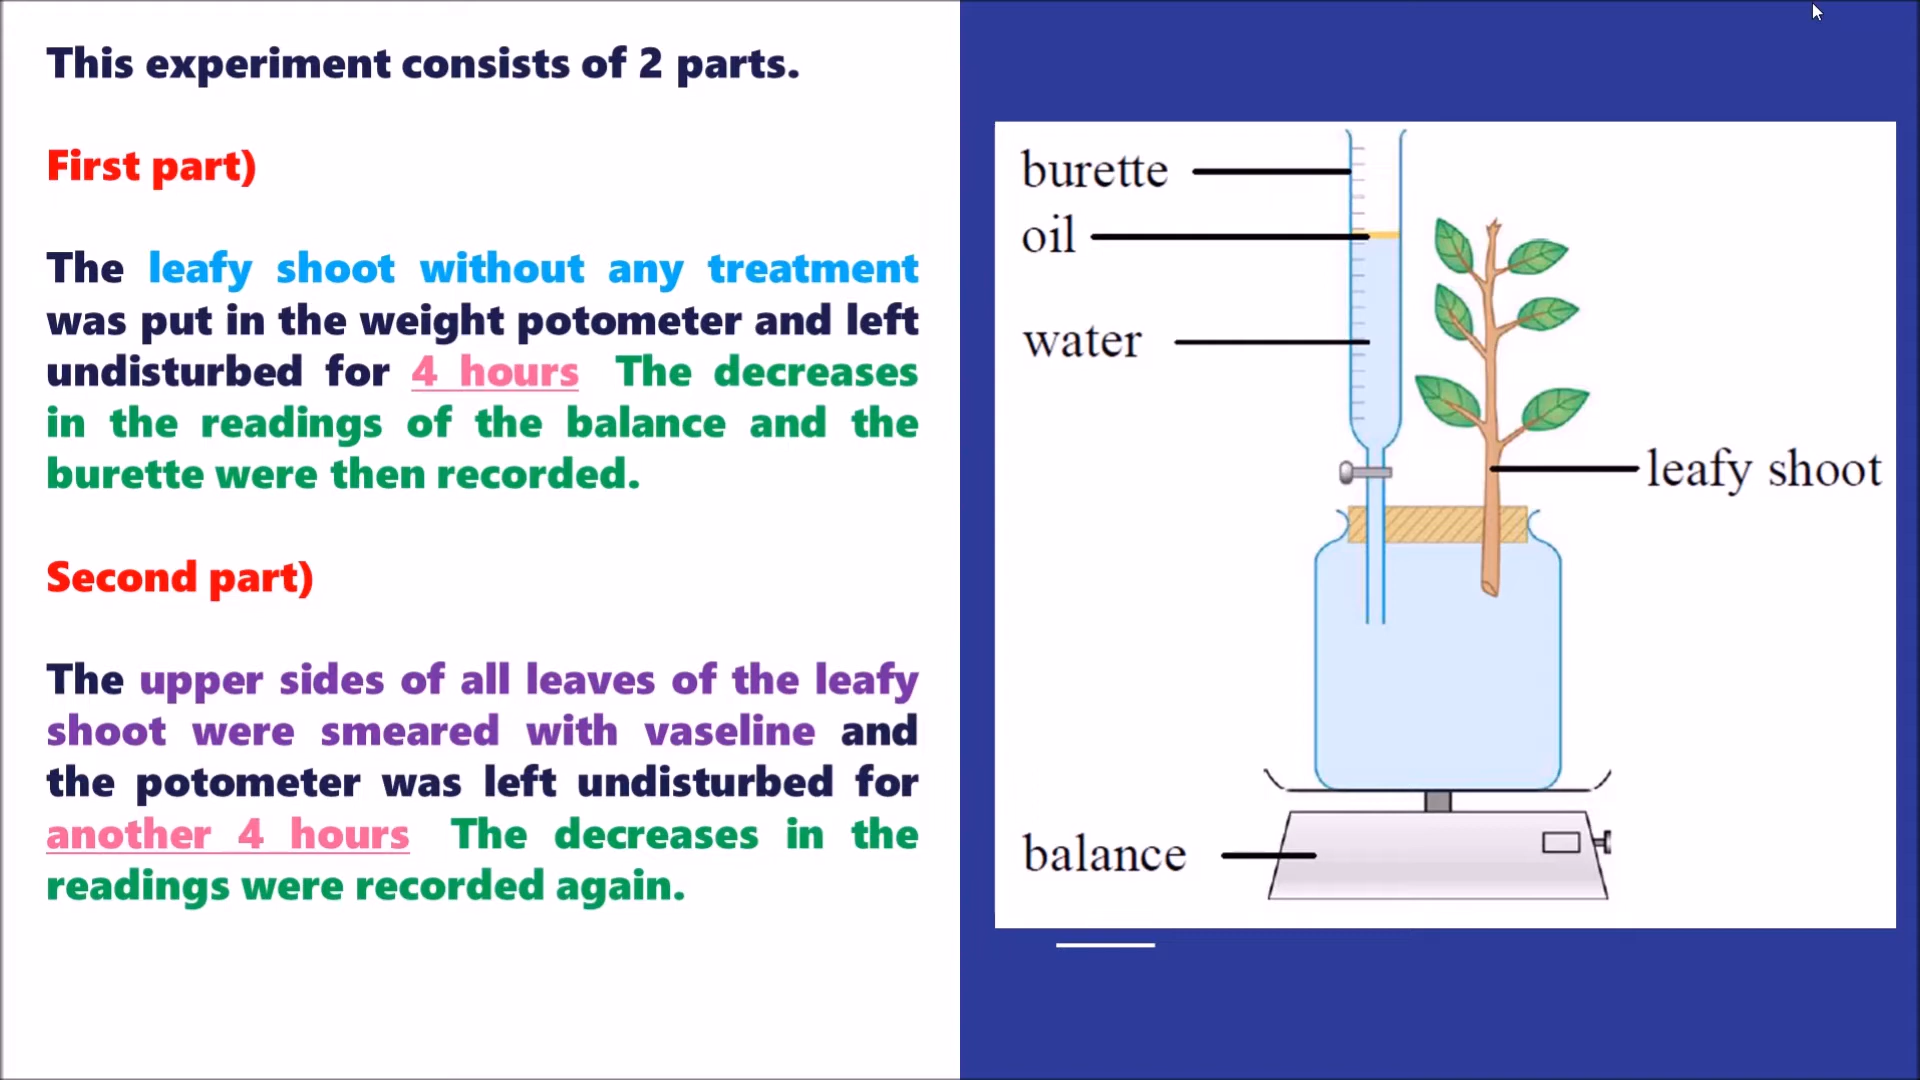 This experiment consists of 2 parts.
First part)
The leafy shoot without any treatment
was put in the weight potometer and left
undisturbed for 4 hours The decreases
in the readings of the balance and the
burette were then recorded.
Second part)
The upper sides of all leaves of the leafy
shoot were smeared with vaseline and
the potometer was left undisturbed for
another 4 hours The decreases in the
readings were recorded again.
burette
oil
water
leafy shoot
balance